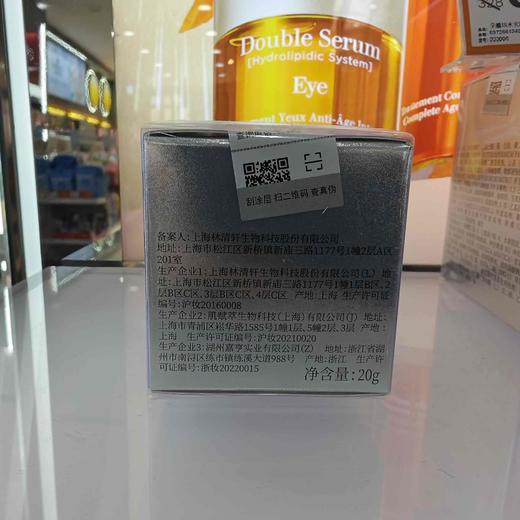 Double Serum
[Hydrolipidic System]
Eye
Traitement Com
Complete Age
刮涂层 扫二维码 查真伪
备案人:上海林清轩生物科技股份有限公司
地址:上海市松江区新桥镇新庙三路1177号1幢2层A区
201室
生产企业1:上海林清轩生物科技股份有限公司(L) 地
址:上海市松江区新桥镇新庙三路1177号1幢1层B区、2
层B区C区、3层B区C区、4层C区 产地:上海 生产许可证
编号:沪妆20160008
生产企业2:肌赋萃生物科技(上海)有限公司(J) 地址:
上海市青浦区崧华路1585号1幢1层、5幢2层、3层 产地:
上海 生产许可证编号:沪妆20210020
生产企业3:湖州嘉亨实业有限公司(Z) 地址:浙江省湖
州市南浔区练市镇练溪大道988号 产地:浙江 生产许
可证编号:浙妆20220015
净含量:20g